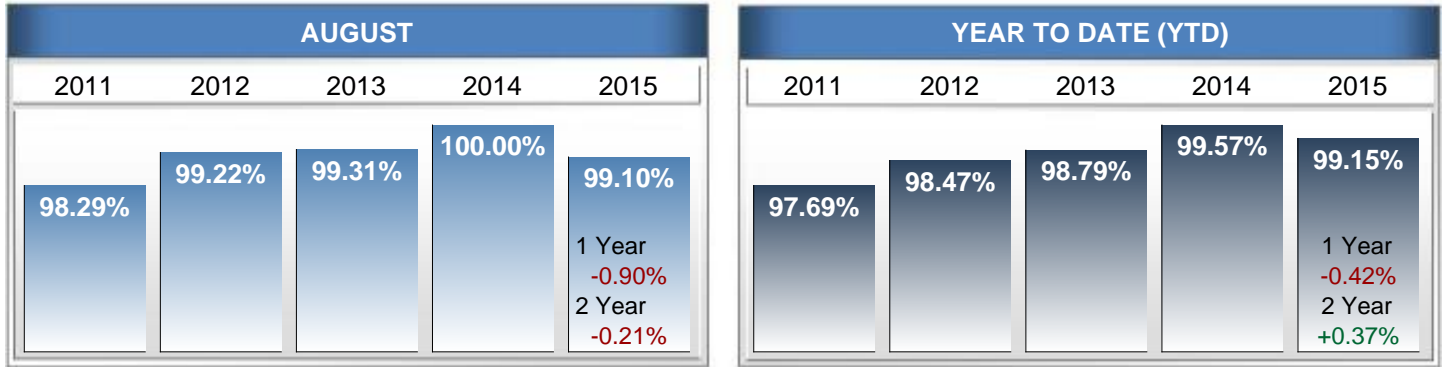 AUGUST
2011 2012 2013 2014 2015
98.29% 99.22% 99.31% 100.00% 99.10%
1 Year
-0.90%
2 Year
-0.21%
YEAR TO DATE (YTD)
2011 2012 2013 2014 2015
97.69% 98.47% 98.79% 99.57% 99.15%
1 Year
-0.42%
2 Year
+0.37%